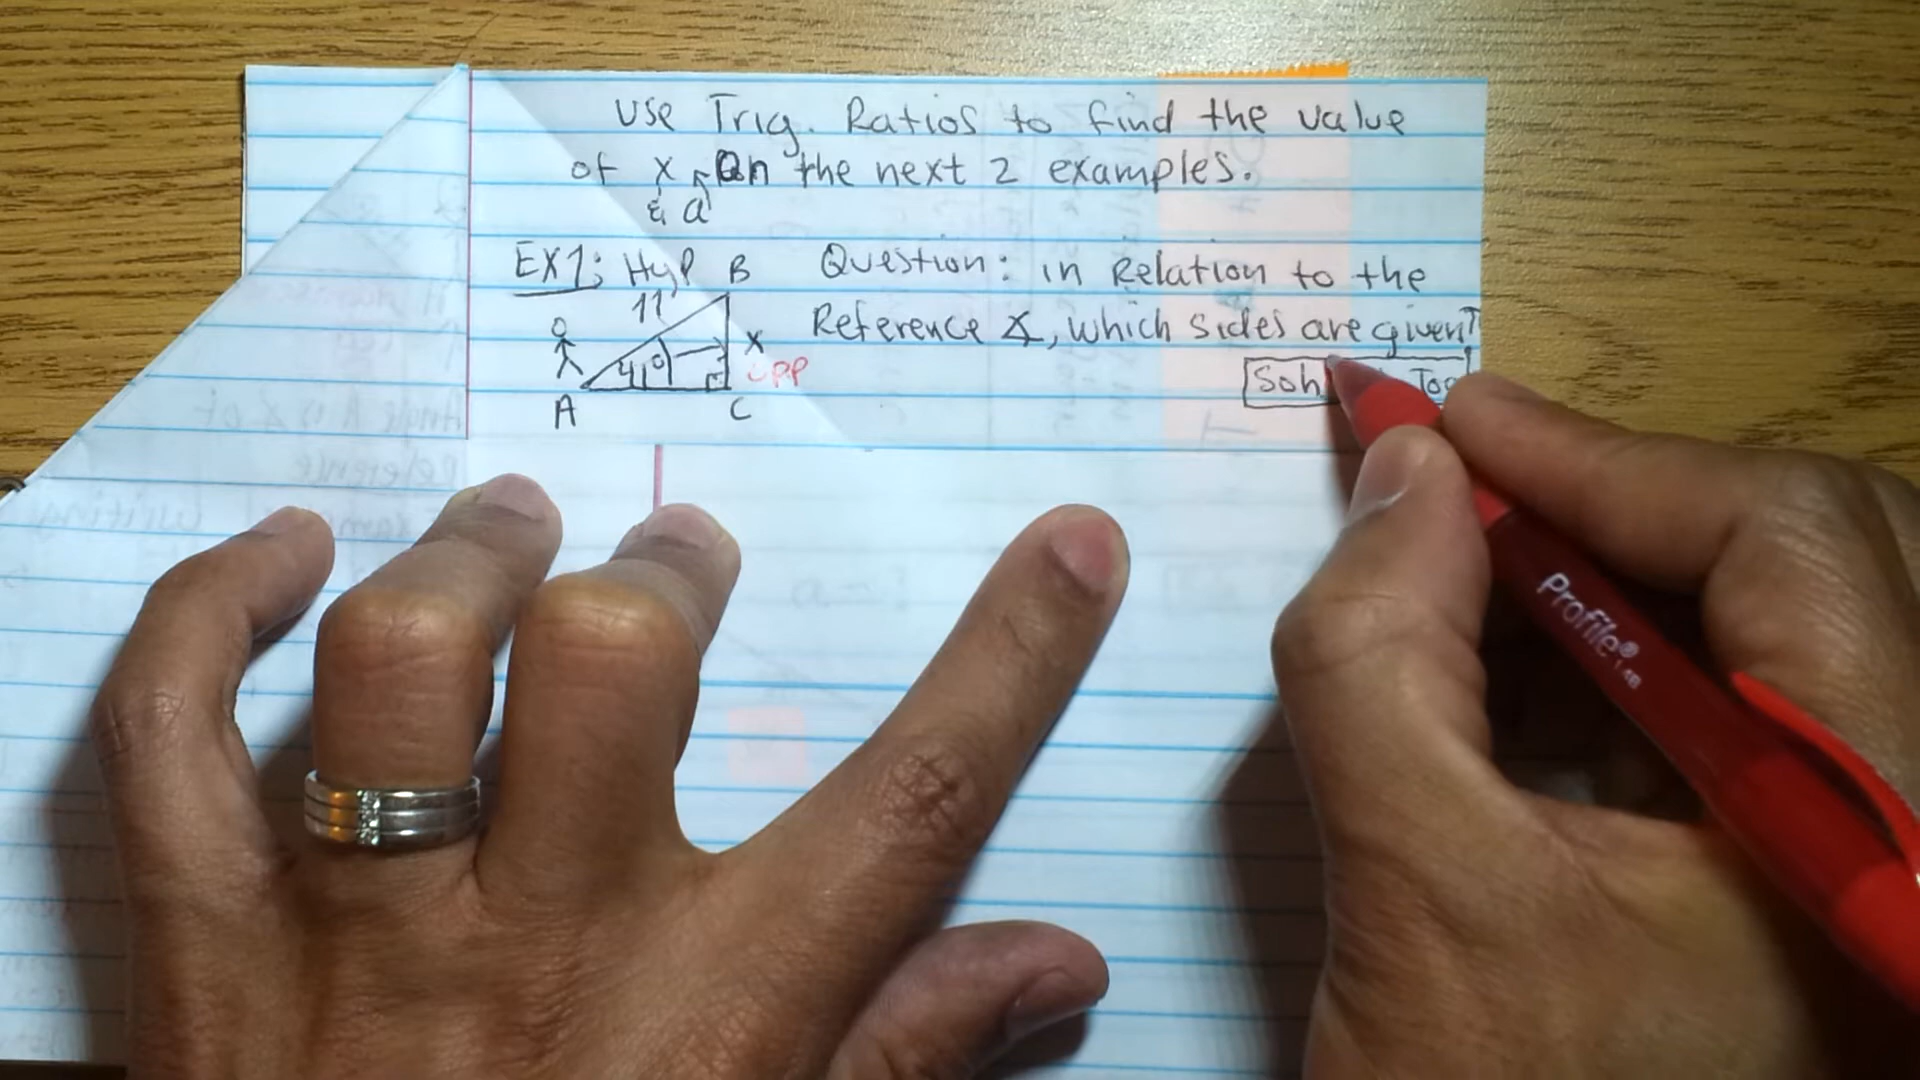 Use Trig. Ratios to find the value
of x On the next 2 examples.
& a
EX1: Hyp B Question: in Relation to the
11 Reference ∡, which sides are given?
x
41° opp
Soh Toa
A C
Profile®